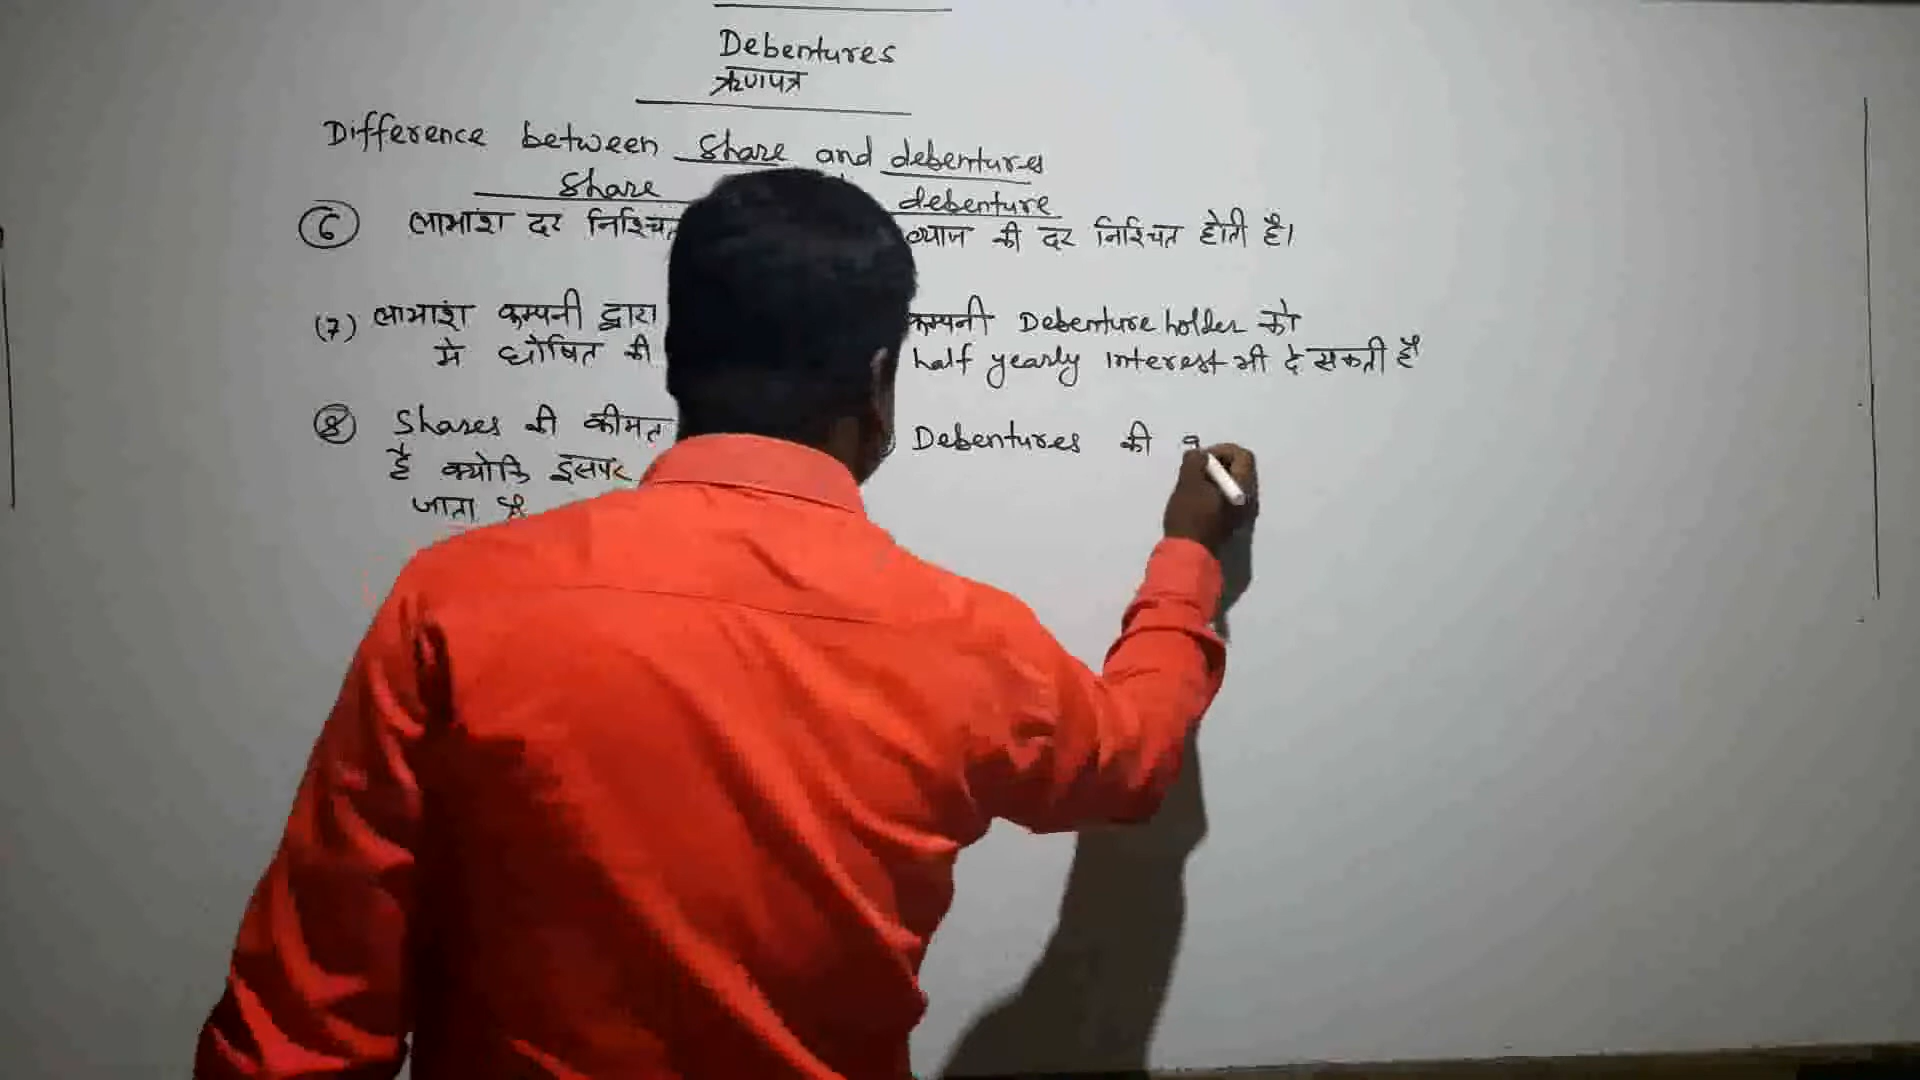 Debentures
ऋणपत्र
Difference between Share and debentures
Share debenture
6 लाभांश दर निश्चित ब्याज की दर निश्चित होती है।
(7) लाभांश कम्पनी द्वारा कम्पनी Debenture holder को
मे घोषित की half yearly interest भी दे सकती है
8 Shares की कीमत Debentures की
है क्योकि इसपर
जाता है